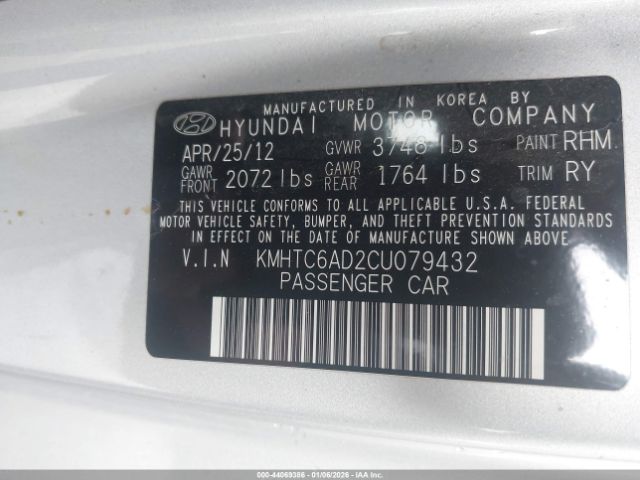 MANUFACTURED IN KOREA BY
HYUNDAI MOTOR COMPANY
APR/25/12 GVWR 3748 lbs PAINT RHM
GAWR FRONT 2072 lbs GAWR REAR 1764 lbs TRIM RY
THIS VEHICLE CONFORMS TO ALL APPLICABLE U.S.A. FEDERAL
MOTOR VEHICLE SAFETY, BUMPER, AND THEFT PREVENTION STANDARDS
IN EFFECT ON THE DATE OF MANUFACTURE SHOWN ABOVE
V.I.N KMHTC6AD2CU079432
PASSENGER CAR
000-44069386 - 01/06/2026 - IAA Inc. - Copyright (c)